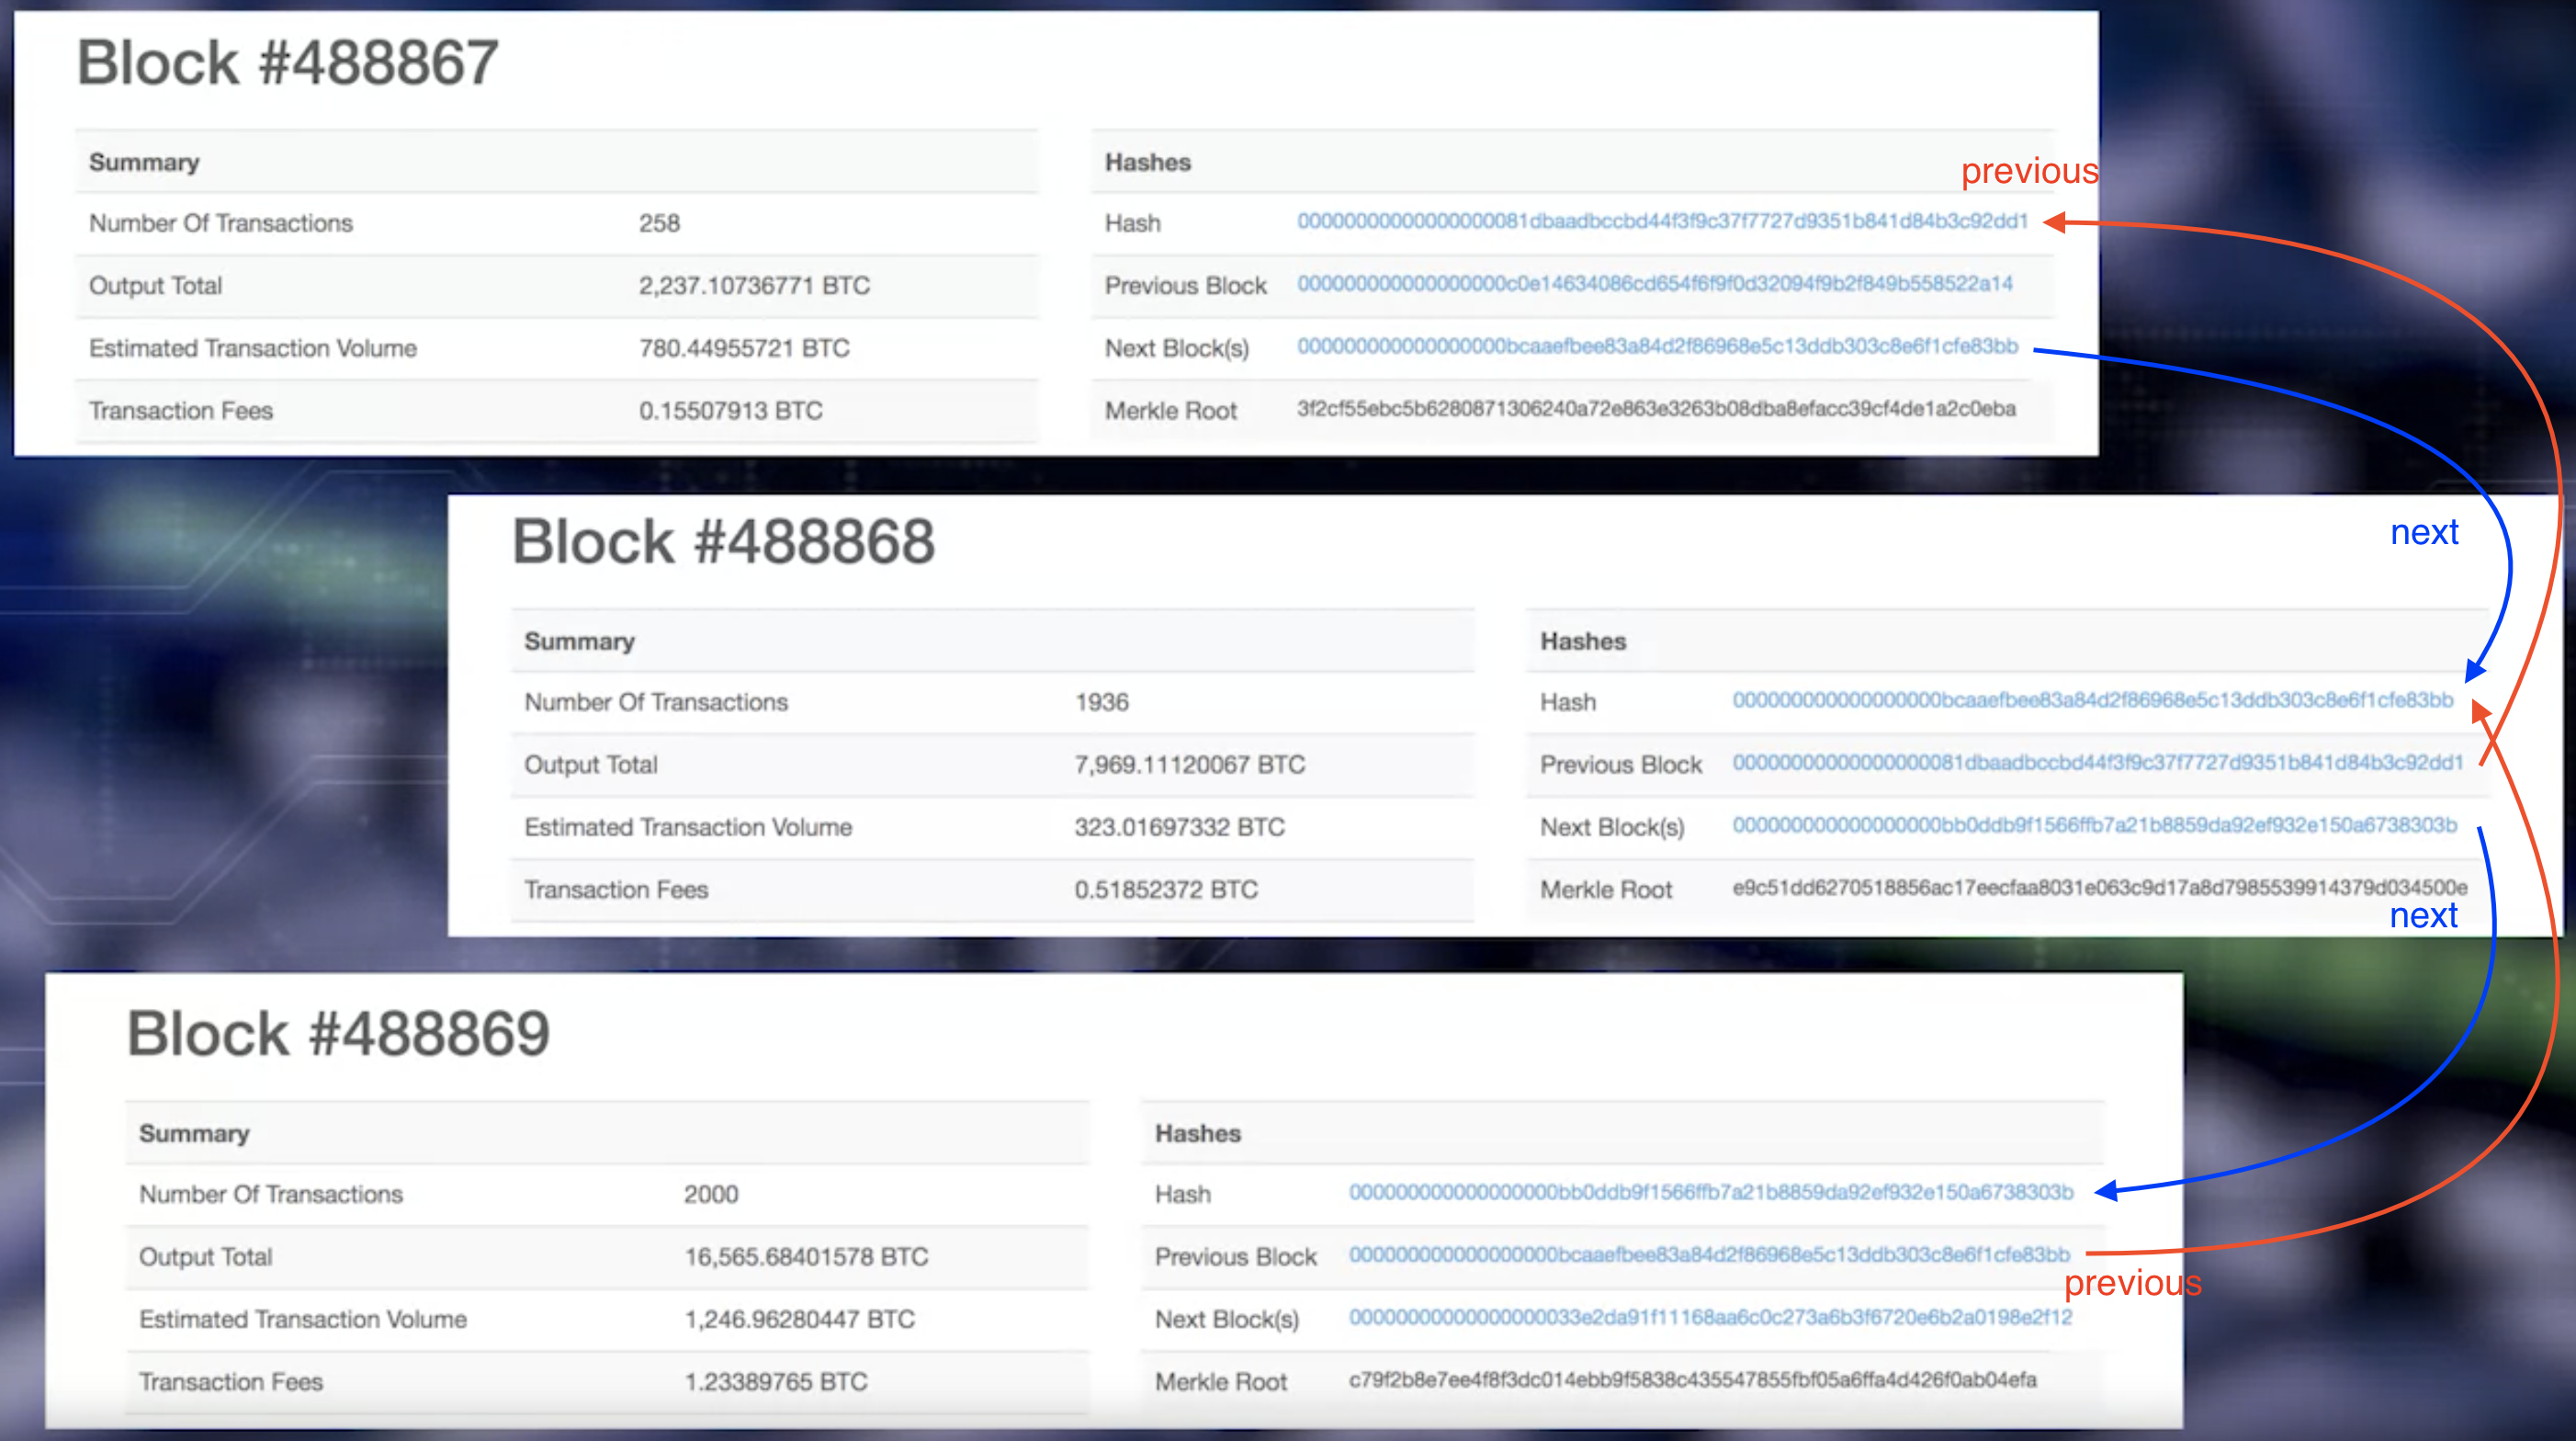 Block #488867
Summary
Hashes
previous
Number Of Transactions 258
Hash 00000000000000000081dbaadbccbd44f3f9c37f7727d9351b841d84b3c92dd1
Output Total 2,237.10736771 BTC
Previous Block 000000000000000000c0e14634086cd654f6f9f0d32094f9b2f849b558522a14
Estimated Transaction Volume 780.44955721 BTC
Next Block(s) 000000000000000000bcaaefbee83a84d2f86968e5c13ddb303c8e6f1cfe83bb
Transaction Fees 0.15507913 BTC
Merkle Root 3f2cf55ebc5b6280871306240a72e863e3263b08dba8efacc39cf4de1a2c0eba
Block #488868
next
Summary
Hashes
Number Of Transactions 1936
Hash 000000000000000000bcaaefbee83a84d2f86968e5c13ddb303c8e6f1cfe83bb
Output Total 7,969.11120067 BTC
Previous Block 00000000000000000081dbaadbccbd44f3f9c37f7727d9351b841d84b3c92dd1
Estimated Transaction Volume 323.01697332 BTC
Next Block(s) 000000000000000000bb0ddb9f1566ffb7a21b8859da92ef932e150a6738303b
Transaction Fees 0.51852372 BTC
Merkle Root e9c51dd6270518856ac17eecfaa8031e063c9d17a8d7985539914379d034500e
next
Block #488869
Summary
Hashes
Number Of Transactions 2000
Hash 000000000000000000bb0ddb9f1566ffb7a21b8859da92ef932e150a6738303b
Output Total 16,565.68401578 BTC
Previous Block 000000000000000000bcaaefbee83a84d2f86968e5c13ddb303c8e6f1cfe83bb
previous
Estimated Transaction Volume 1,246.96280447 BTC
Next Block(s) 00000000000000000033e2da91f11168aa6c0c273a6b3f6720e6b2a0198e2f12
Transaction Fees 1.23389765 BTC
Merkle Root c79f2b8e7ee4f8f3dc014ebb9f5838c435547855fbf05a6ffa4d426f0ab04efa